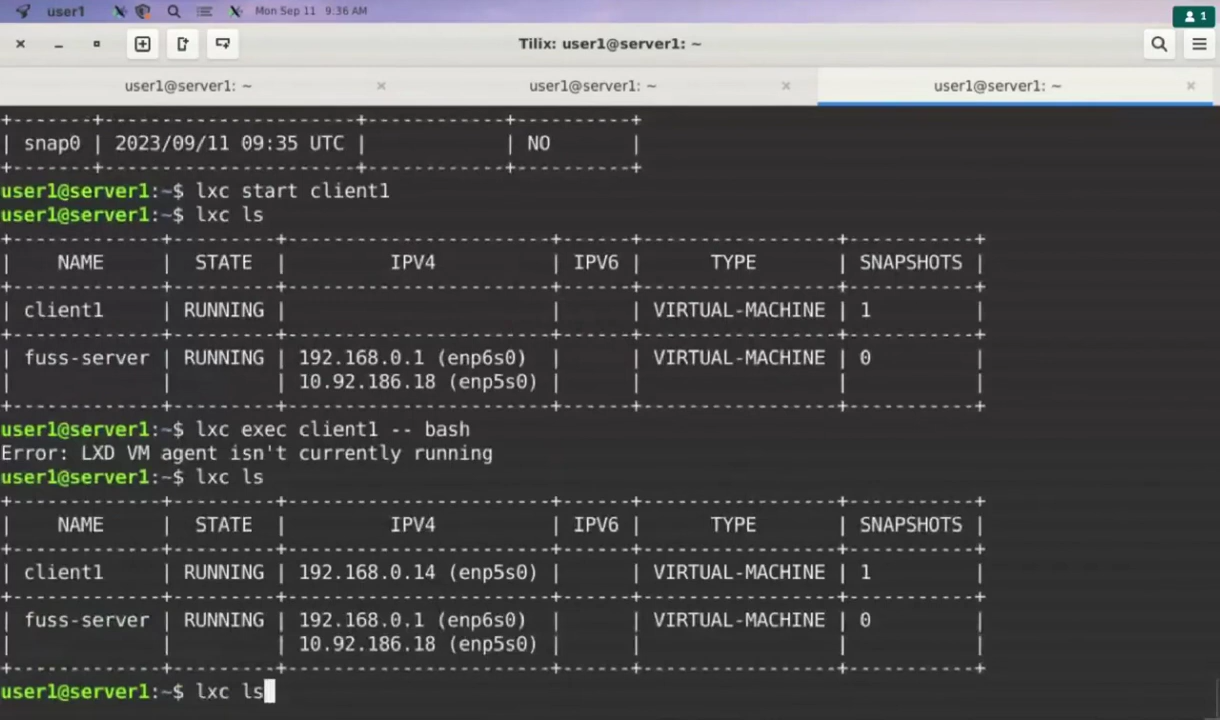 user1 Mon Sep 11 9:36 AM
1
Tilix: user1@server1: ~
user1@server1: ~ × user1@server1: ~ × user1@server1: ~ ×
+-------+----------------------+------------+----------+
| snap0 | 2023/09/11 09:35 UTC |            | NO       |
+-------+----------------------+------------+----------+
user1@server1:~$ lxc start client1
user1@server1:~$ lxc ls
+-------------+---------+-----------------------+------+-----------------+-----------+
|    NAME     |  STATE  |         IPV4          | IPV6 |      TYPE       | SNAPSHOTS |
+-------------+---------+-----------------------+------+-----------------+-----------+
| client1     | RUNNING |                       |      | VIRTUAL-MACHINE | 1         |
+-------------+---------+-----------------------+------+-----------------+-----------+
| fuss-server | RUNNING | 192.168.0.1 (enp6s0)  |      | VIRTUAL-MACHINE | 0         |
|             |         | 10.92.186.18 (enp5s0) |      |                 |           |
+-------------+---------+-----------------------+------+-----------------+-----------+
user1@server1:~$ lxc exec client1 -- bash
Error: LXD VM agent isn't currently running
user1@server1:~$ lxc ls
+-------------+---------+-----------------------+------+-----------------+-----------+
|    NAME     |  STATE  |         IPV4          | IPV6 |      TYPE       | SNAPSHOTS |
+-------------+---------+-----------------------+------+-----------------+-----------+
| client1     | RUNNING | 192.168.0.14 (enp5s0) |      | VIRTUAL-MACHINE | 1         |
+-------------+---------+-----------------------+------+-----------------+-----------+
| fuss-server | RUNNING | 192.168.0.1 (enp6s0)  |      | VIRTUAL-MACHINE | 0         |
|             |         | 10.92.186.18 (enp5s0) |      |                 |           |
+-------------+---------+-----------------------+------+-----------------+-----------+
user1@server1:~$ lxc ls